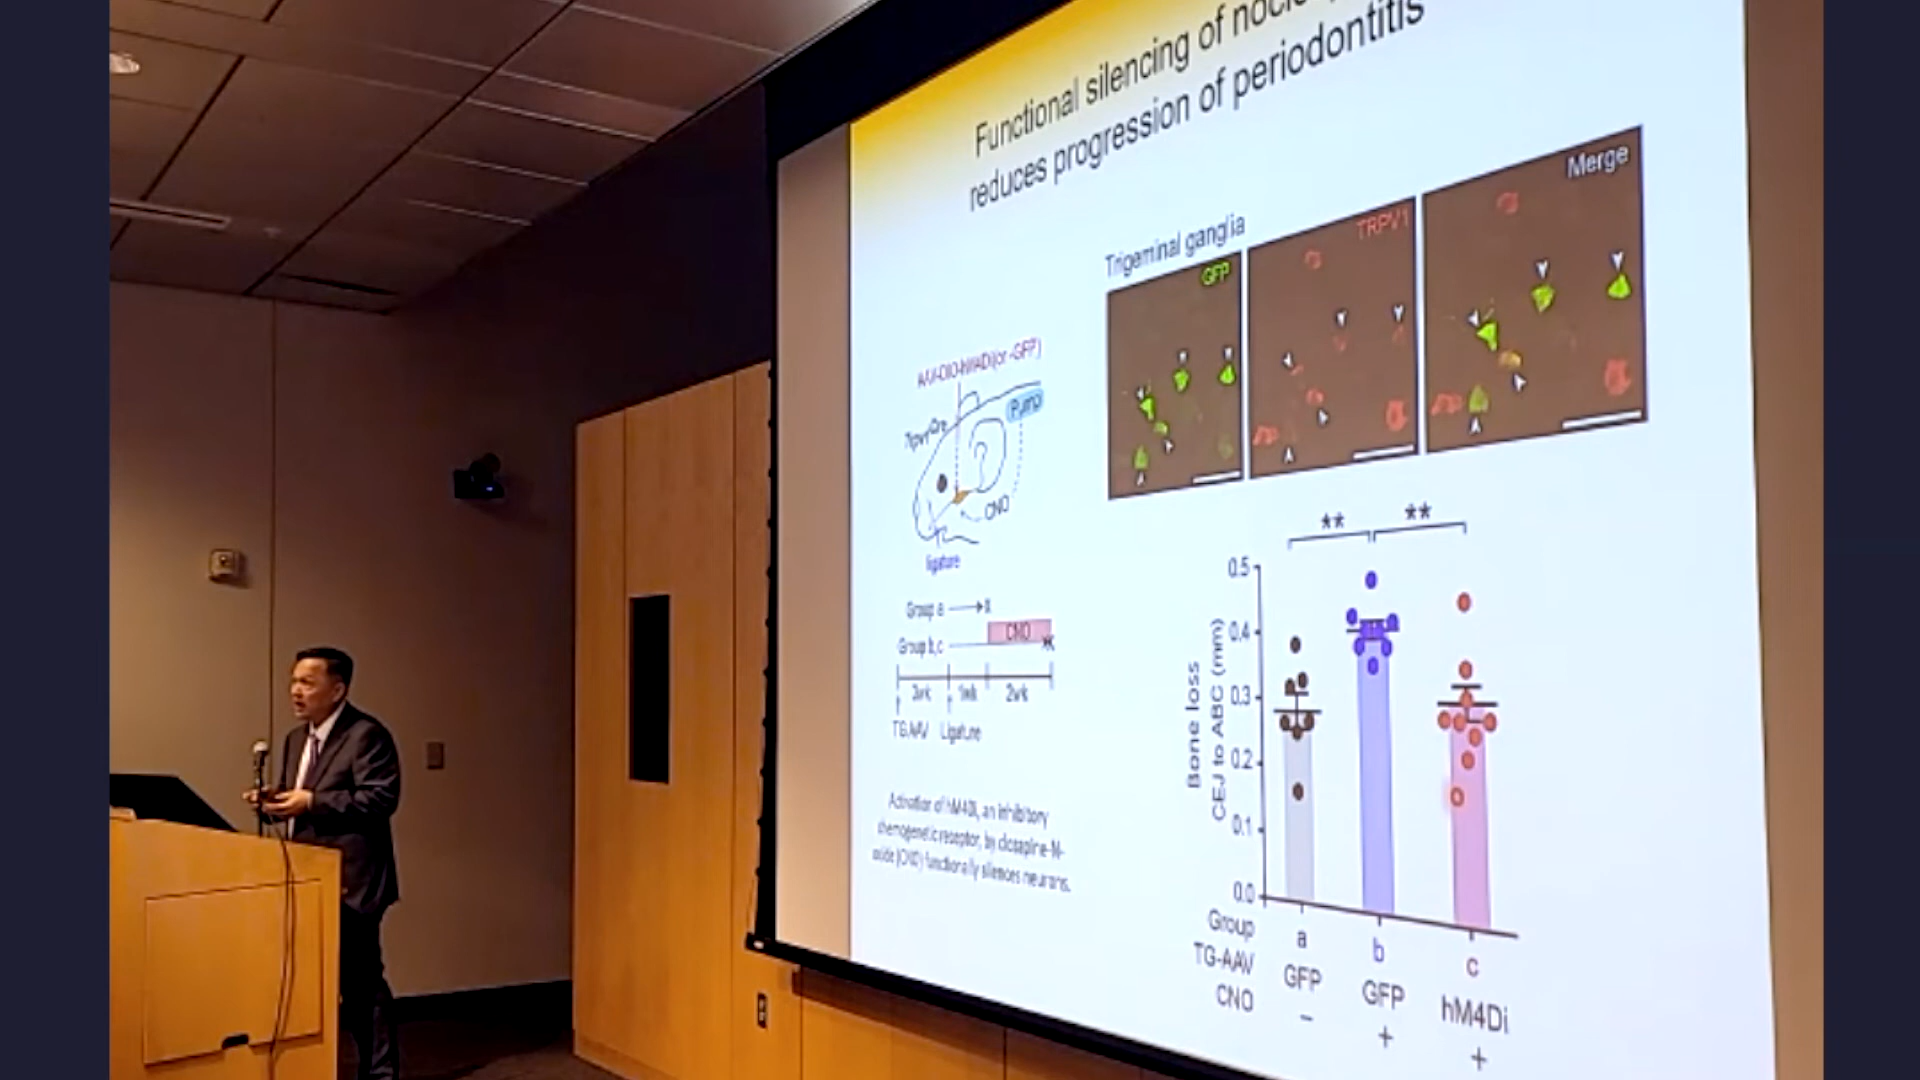 Functional silencing of
reduces progression of periodontitis
Trigeminal ganglia
GFP
TRPV1
Merge
AAV-DIO-hM4Di(or -GFP)
Trpv1Cre
Pump
CNO
ligature
Group a
Group b,c
CNO
3wk 1wk 2wk
TG.AAV Ligature
Activation of hM4Di, an inhibitory
chemogenetic receptor, by clozapine-N-
oxide (CNO) functionally silences neurons.
** **
Bone loss
CEJ to ABC (mm)
0.5
0.4
0.3
0.2
0.1
0.0
Group a b c
TG-AAV GFP GFP hM4Di
CNO – + +